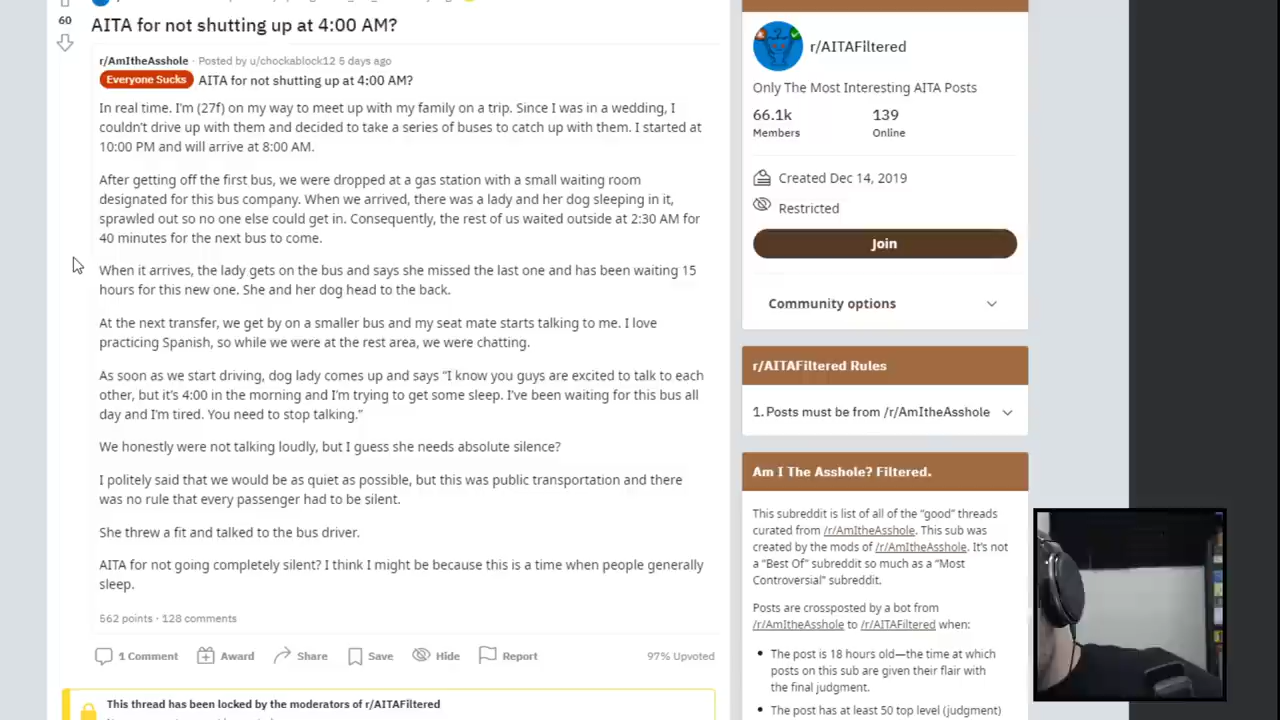 60
AITA for not shutting up at 4:00 AM?
r/AmItheAsshole · Posted by u/chockablock12 5 days ago
Everyone Sucks AITA for not shutting up at 4:00 AM?
In real time. I'm (27f) on my way to meet up with my family on a trip. Since I was in a wedding, I
couldn't drive up with them and decided to take a series of buses to catch up with them. I started at
10:00 PM and will arrive at 8:00 AM.
After getting off the first bus, we were dropped at a gas station with a small waiting room
designated for this bus company. When we arrived, there was a lady and her dog sleeping in it,
sprawled out so no one else could get in. Consequently, the rest of us waited outside at 2:30 AM for
40 minutes for the next bus to come.
When it arrives, the lady gets on the bus and says she missed the last one and has been waiting 15
hours for this new one. She and her dog head to the back.
At the next transfer, we get by on a smaller bus and my seat mate starts talking to me. I love
practicing Spanish, so while we were at the rest area, we were chatting.
As soon as we start driving, dog lady comes up and says “I know you guys are excited to talk to each
other, but it's 4:00 in the morning and I'm trying to get some sleep. I've been waiting for this bus all
day and I'm tired. You need to stop talking.”
We honestly were not talking loudly, but I guess she needs absolute silence?
I politely said that we would be as quiet as possible, but this was public transportation and there
was no rule that every passenger had to be silent.
She threw a fit and talked to the bus driver.
AITA for not going completely silent? I think I might be because this is a time when people generally
sleep.
562 points · 128 comments
1 Comment Award Share Save Hide Report 97% Upvoted
This thread has been locked by the moderators of r/AITAFiltered
r/AITAFiltered
Only The Most Interesting AITA Posts
66.1k 139
Members Online
Created Dec 14, 2019
Restricted
Join
Community options
r/AITAFiltered Rules
1. Posts must be from /r/AmItheAsshole
Am I The Asshole? Filtered.
This subreddit is list of all of the “good” threads
curated from /r/AmItheAsshole. This sub was
created by the mods of /r/AmItheAsshole. It's not
a “Best Of” subreddit so much as a “Most
Controversial” subreddit.
Posts are crossposted by a bot from
/r/AmItheAsshole to /r/AITAFiltered when:
• The post is 18 hours old—the time at which
posts on this sub are given their flair with
the final judgment.
• The post has at least 50 top level (judgment)